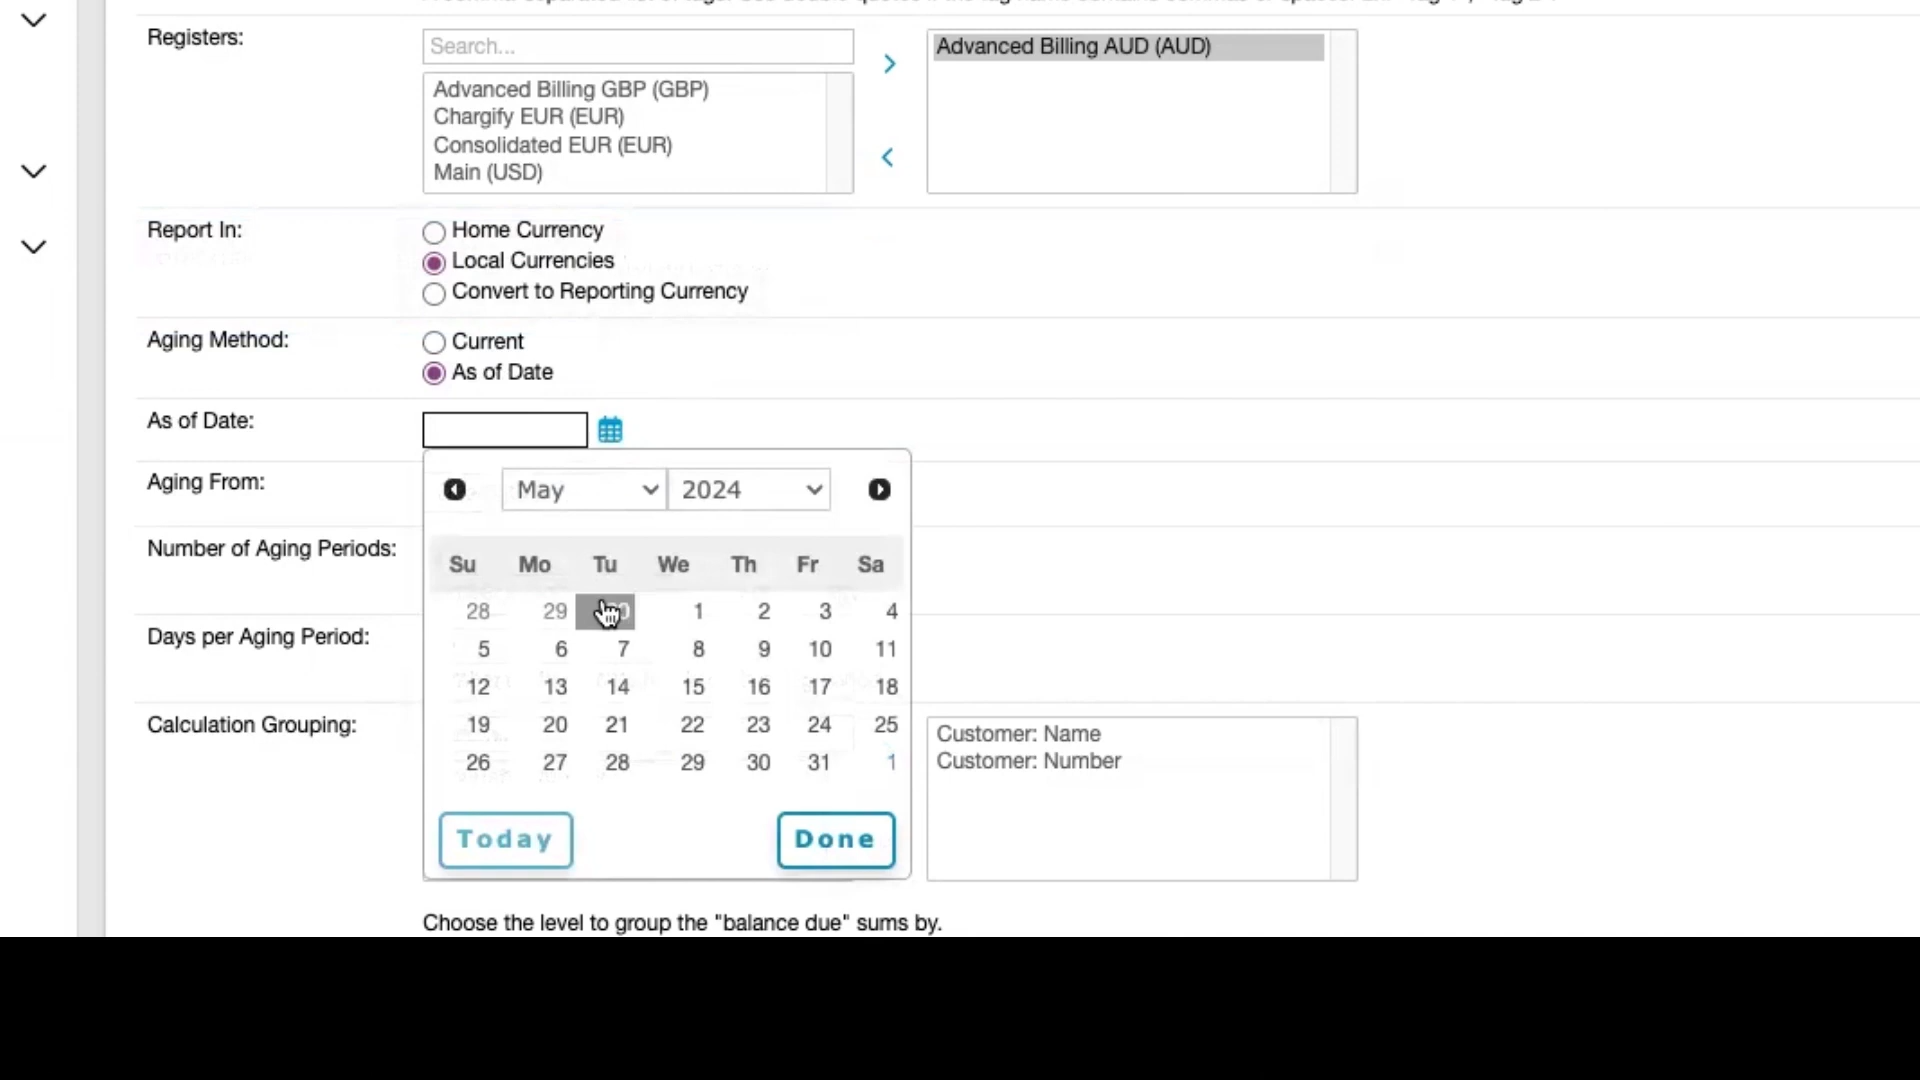 Registers:
Search...
Advanced Billing GBP (GBP)
Chargify EUR (EUR)
Consolidated EUR (EUR)
Main (USD)
Advanced Billing AUD (AUD)
Report In:
Home Currency
Local Currencies
Convert to Reporting Currency
Aging Method:
Current
As of Date
As of Date:
Aging From:
May 2024
Su Mo Tu We Th Fr Sa
28 29 1 2 3 4
5 6 7 8 9 10 11
12 13 14 15 16 17 18
19 20 21 22 23 24 25
26 27 28 29 30 31 1
Today Done
Number of Aging Periods:
Days per Aging Period:
Calculation Grouping:
Customer: Name
Customer: Number
Choose the level to group the "balance due" sums by.